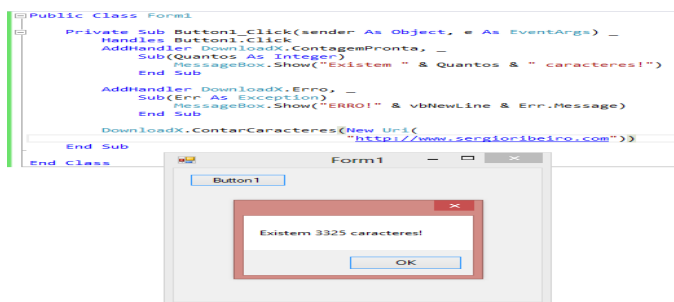 Public Class Form1
Private Sub Button1_Click(sender As Object, e As EventArgs) _
Handles Button1.Click
AddHandler DownloadX.ContagemPronta, _
Sub(Quantos As Integer)
MessageBox.Show("Existem " & Quantos & " caracteres!")
End Sub
AddHandler DownloadX.Erro, _
Sub(Err As Exception)
MessageBox.Show("ERRO!" & vbNewLine & Err.Message)
End Sub
DownloadX.ContarCaracteres(New Uri(
"http://www.sergioribeiro.com"))
End Sub
End Class
Form1
Button1
Existem 3325 caracteres!
OK